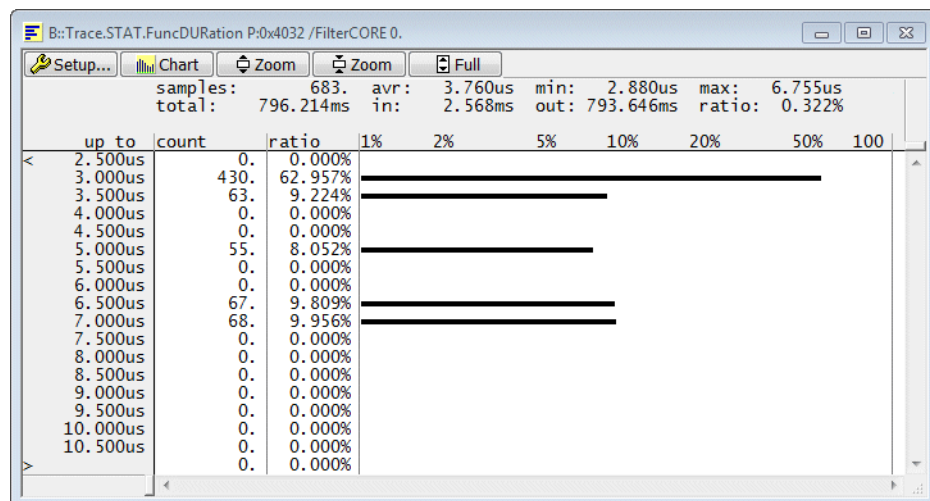 B::Trace.STAT.FuncDURation P:0x4032 /FilterCORE 0.
Setup... Chart Zoom Zoom Full
samples: 683. avr: 3.760us min: 2.880us max: 6.755us
total: 796.214ms in: 2.568ms out: 793.646ms ratio: 0.322%
up to count ratio 1% 2% 5% 10% 20% 50% 100
< 2.500us 0. 0.000%
3.000us 430. 62.957%
3.500us 63. 9.224%
4.000us 0. 0.000%
4.500us 0. 0.000%
5.000us 55. 8.052%
5.500us 0. 0.000%
6.000us 0. 0.000%
6.500us 67. 9.809%
7.000us 68. 9.956%
7.500us 0. 0.000%
8.000us 0. 0.000%
8.500us 0. 0.000%
9.000us 0. 0.000%
9.500us 0. 0.000%
10.000us 0. 0.000%
10.500us 0. 0.000%
> 0. 0.000%